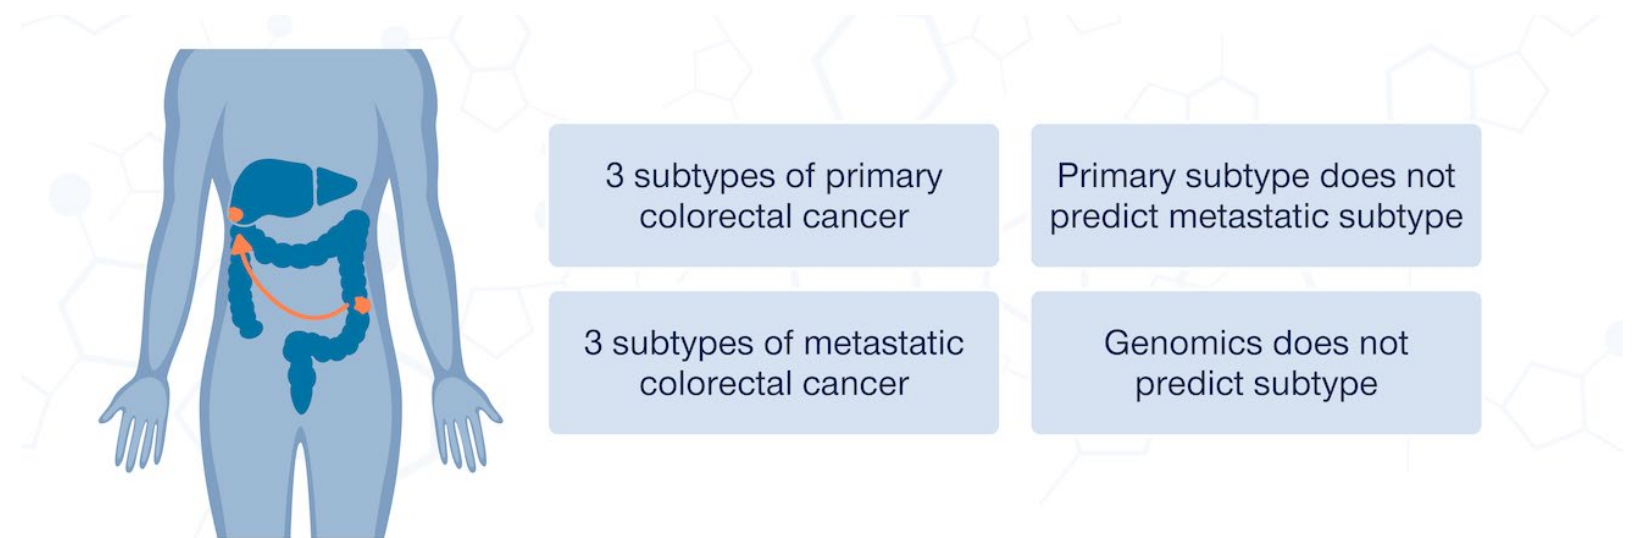 3 subtypes of primary
colorectal cancer
Primary subtype does not
predict metastatic subtype
3 subtypes of metastatic
colorectal cancer
Genomics does not
predict subtype